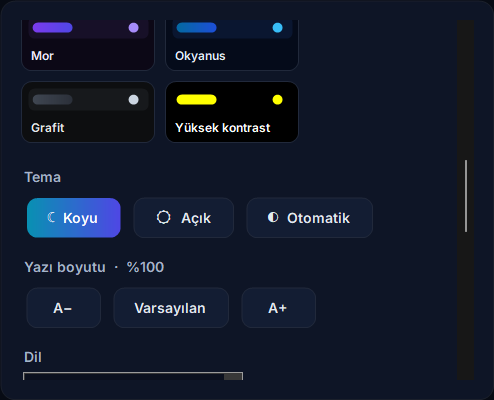 Mor Okyanus
Grafit Yüksek kontrast
Tema
Koyu Açık Otomatik
Yazı boyutu · %100
A− Varsayılan A+
Dil